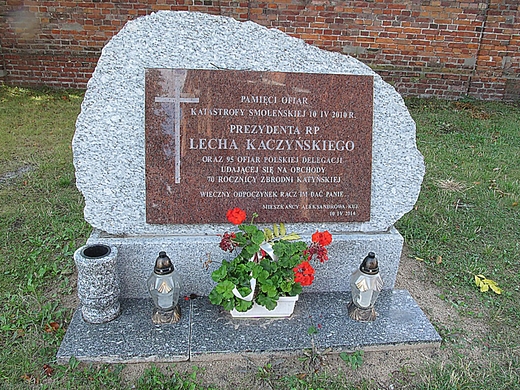 PAMIĘCI OFIAR
KATASTROFY SMOLEŃSKIEJ 10 IV 2010 R.
PREZYDENTA RP
LECHA KACZYŃSKIEGO
ORAZ 95 OFIAR POLSKIEJ DELEGACJI
UDAJĄCEJ SIĘ NA OBCHODY
70 ROCZNICY ZBRODNI KATYŃSKIEJ
WIECZNY ODPOCZYNEK RACZ IM DAĆ PANIE...
MIESZKAŃCY ALEKSANDROWA KUJ.
10 IV 2014